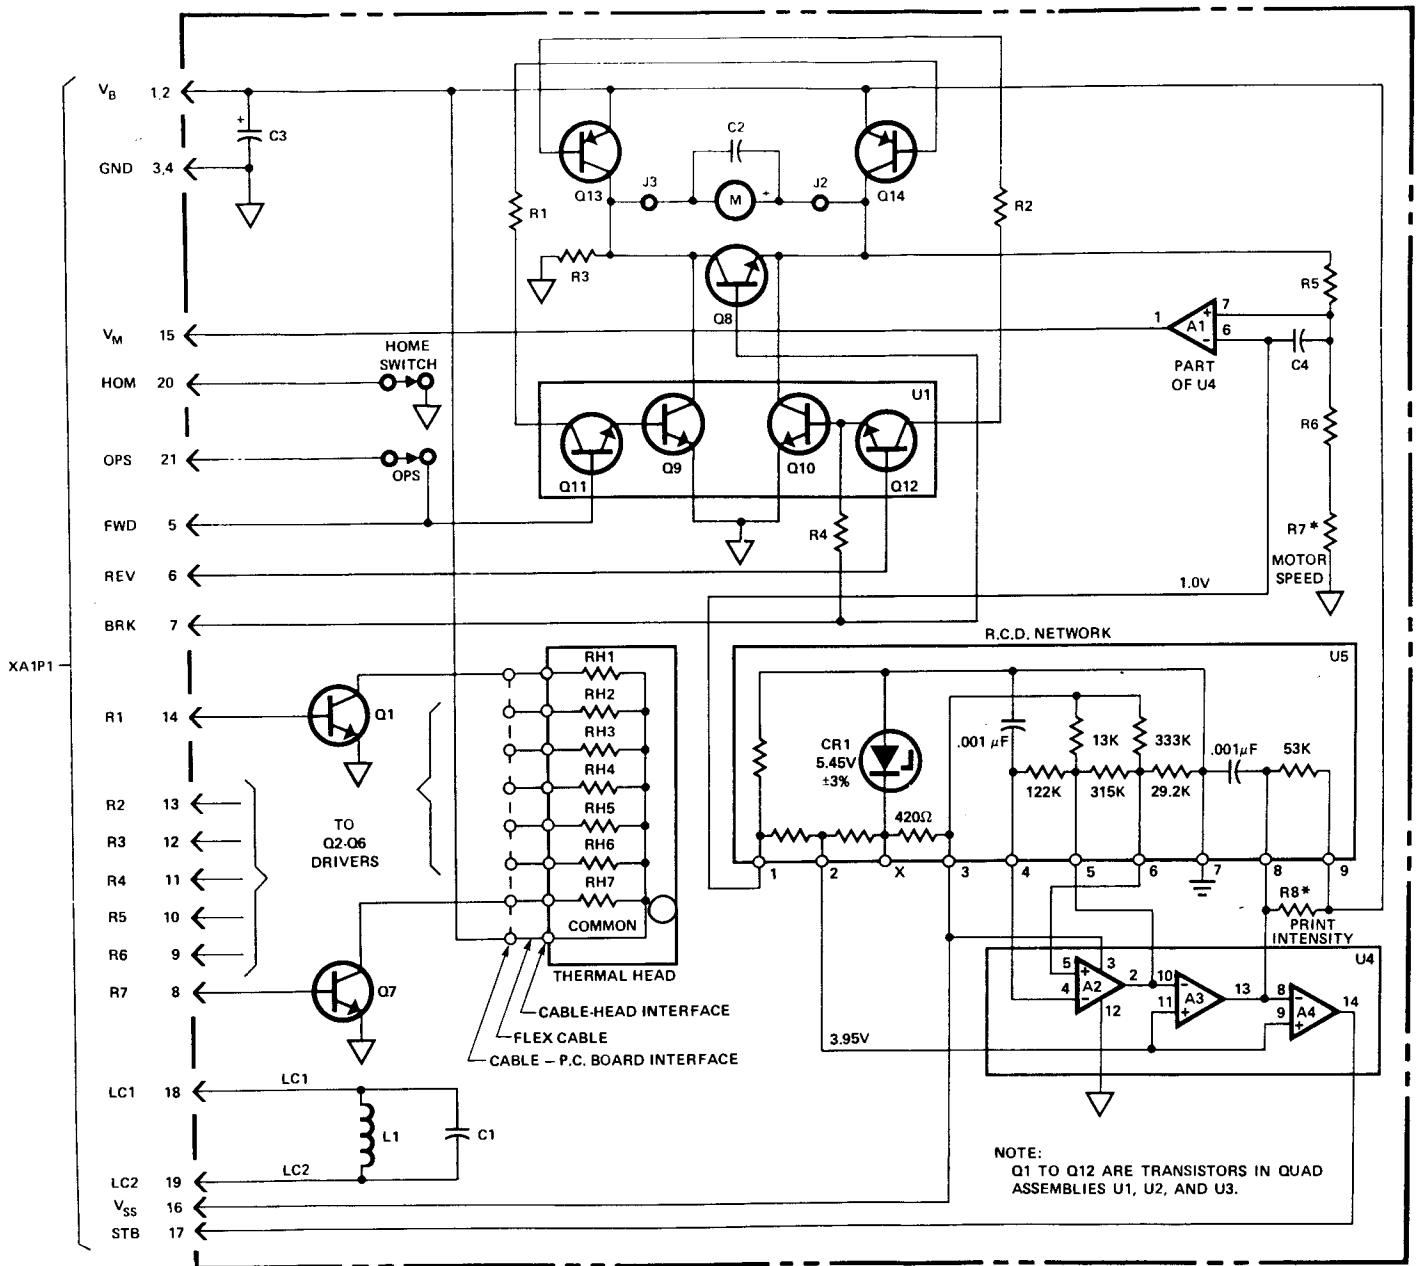 XA1P1
V_B 1,2
GND 3,4
V_M 15
HOM 20
OPS 21
FWD 5
REV 6
BRK 7
R1 14
R2 13
R3 12
R4 11
R5 10
R6 9
R7 8
LC1 18
LC2 19
V_SS 16
STB 17
+
C3
Q13
J3
C2
M
+
J2
Q14
R1
R2
R3
Q8
HOME
SWITCH
OPS
U1
Q11
Q9
Q10
Q12
R4
1
A1
+
-
7
6
PART
OF U4
R5
C4
R6
R7*
MOTOR
SPEED
1.0V
Q1
TO
Q2-Q6
DRIVERS
Q7
RH1
RH2
RH3
RH4
RH5
RH6
RH7
COMMON
THERMAL HEAD
CABLE-HEAD INTERFACE
FLEX CABLE
CABLE – P.C. BOARD INTERFACE
R.C.D. NETWORK
U5
CR1
5.45V
±3%
.001 µF
13K
333K
.001µF
53K
122K
315K
29.2K
420Ω
1
2
X
3
4
5
6
7
8
9
R8*
PRINT
INTENSITY
U4
5
+
4
-
A2
3
12
2
10
-
11
+
A3
13
8
-
9
+
A4
14
3.95V
LC1
L1
C1
LC2
NOTE:
Q1 TO Q12 ARE TRANSISTORS IN QUAD
ASSEMBLIES U1, U2, AND U3.